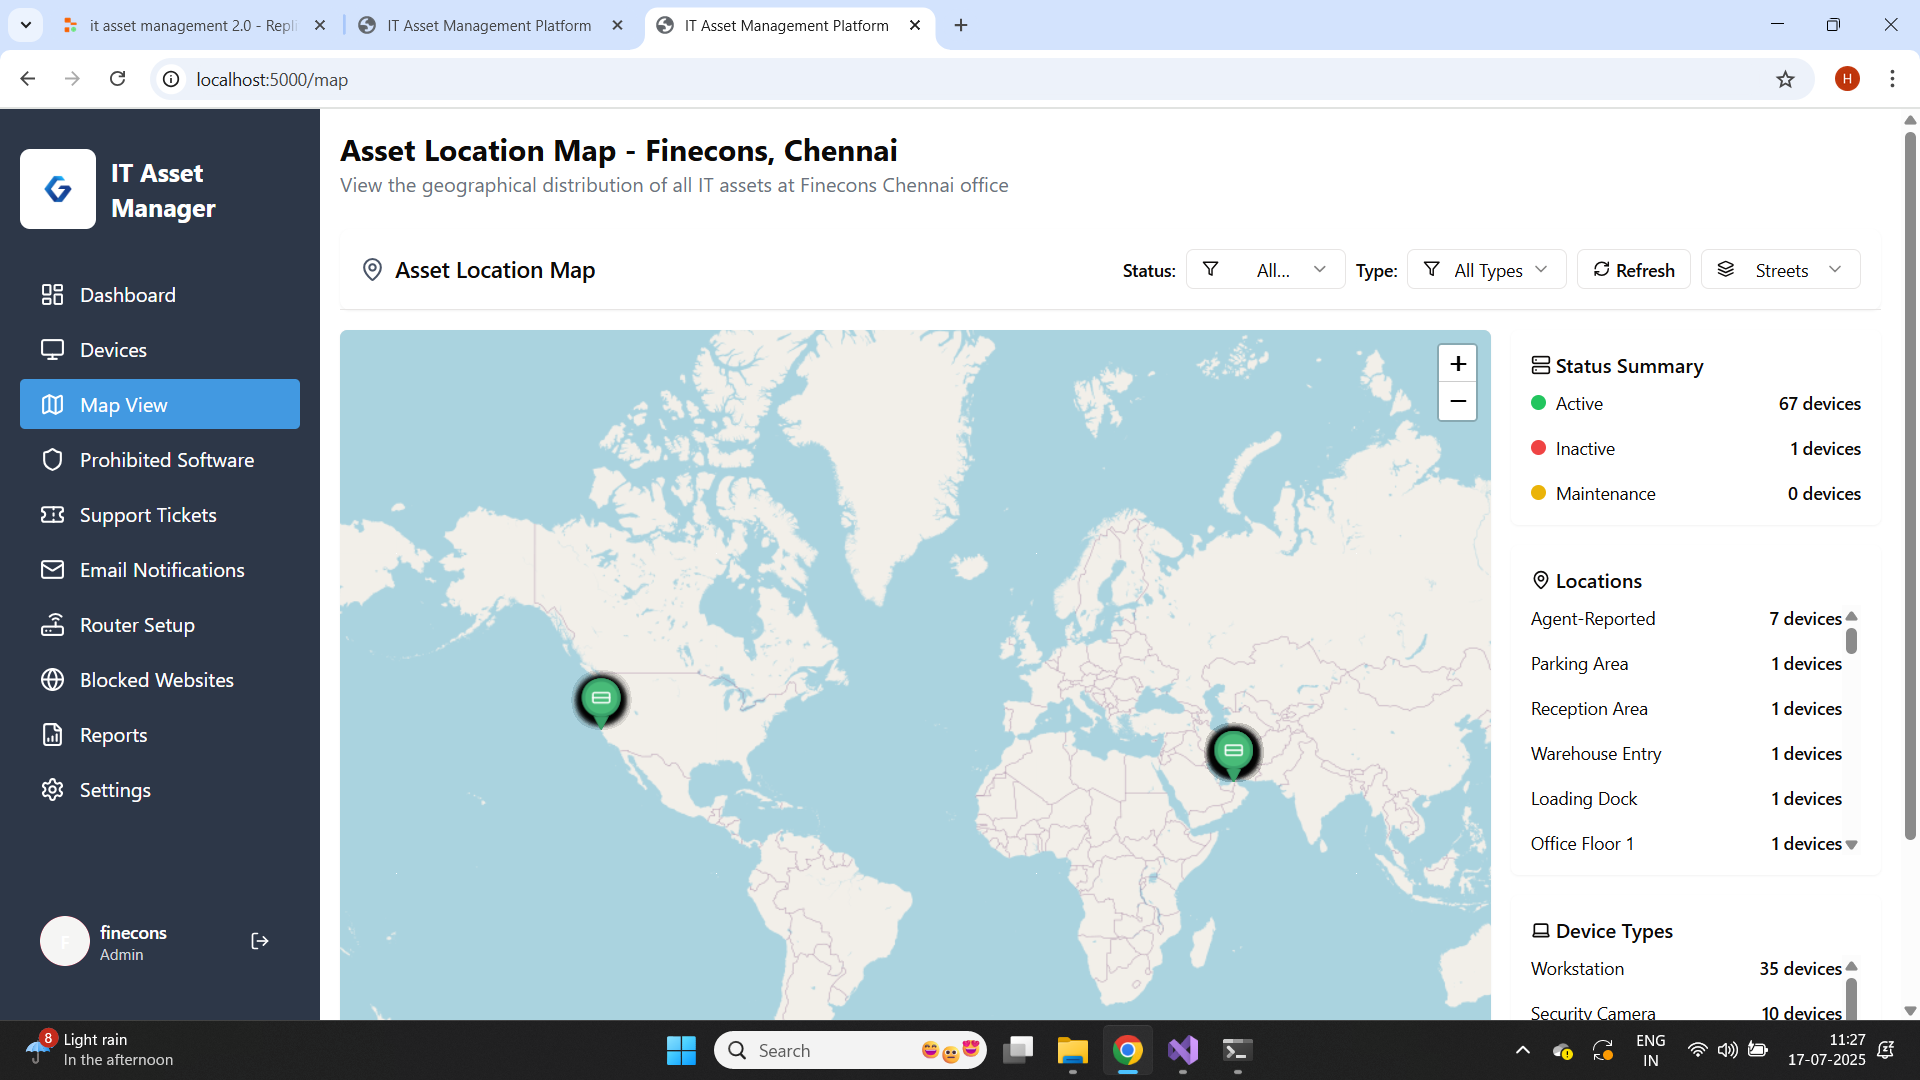 it asset management 2.0 - Repli
IT Asset Management Platform
IT Asset Management Platform
localhost:5000/map
H
IT Asset
Manager
Dashboard
Devices
Map View
Prohibited Software
Support Tickets
Email Notifications
Router Setup
Blocked Websites
Reports
Settings
F
finecons
Admin
Asset Location Map - Finecons, Chennai
View the geographical distribution of all IT assets at Finecons Chennai office
Asset Location Map
Status:
All...
Type:
All Types
Refresh
Streets
+
−
Status Summary
Active 67 devices
Inactive 1 devices
Maintenance 0 devices
Locations
Agent-Reported 7 devices
Parking Area 1 devices
Reception Area 1 devices
Warehouse Entry 1 devices
Loading Dock 1 devices
Office Floor 1 1 devices
Device Types
Workstation 35 devices
Security Camera 10 devices
8
Light rain
In the afternoon
Search
ENG
IN
11:27
17-07-2025